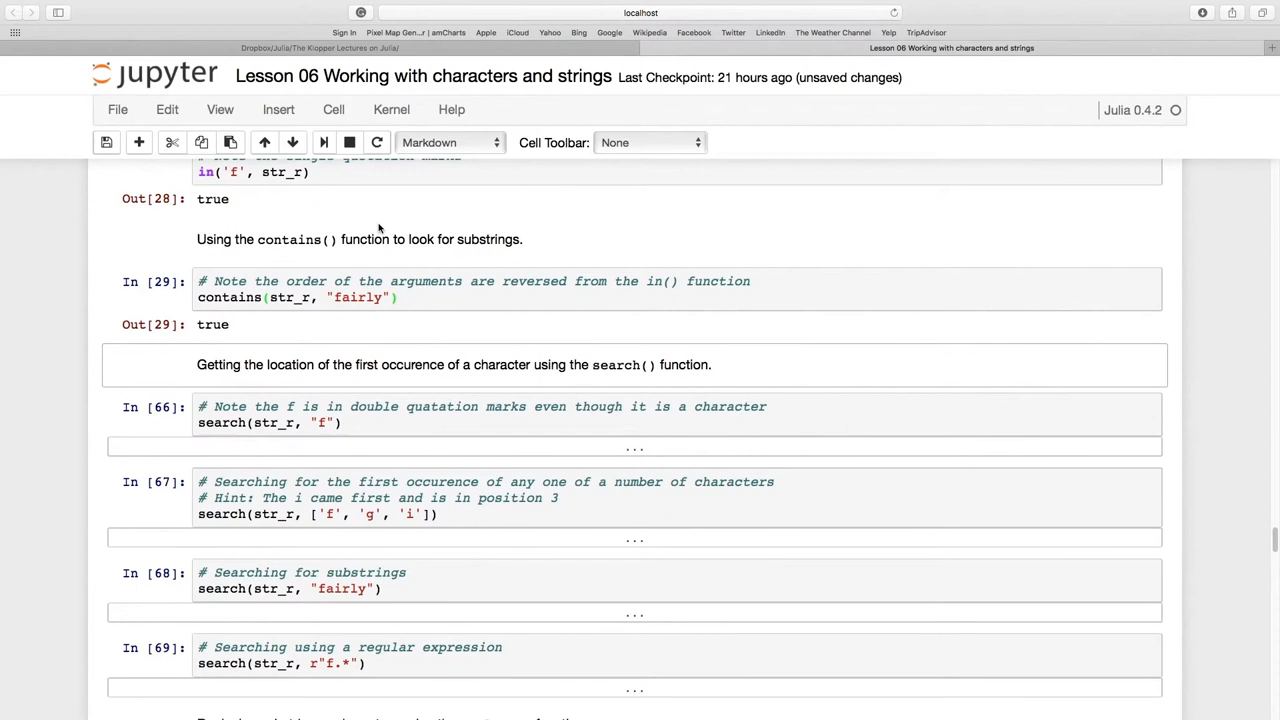 localhost
Sign In Pixel Map Gen...r | amCharts Apple iCloud Yahoo Bing Google Wikipedia Facebook Twitter LinkedIn The Weather Channel Yelp TripAdvisor
Dropbox/Julia/The Klopper Lectures on Julia/ Lesson 06 Working with characters and strings
jupyter Lesson 06 Working with characters and strings Last Checkpoint: 21 hours ago (unsaved changes)
File Edit View Insert Cell Kernel Help Julia 0.4.2
Markdown Cell Toolbar: None
# Note the single quotation marks
in('f', str_r)
Out[28]: true
Using the contains() function to look for substrings.
In [29]: # Note the order of the arguments are reversed from the in() function
contains(str_r, "fairly")
Out[29]: true
Getting the location of the first occurence of a character using the search() function.
In [66]: # Note the f is in double quatation marks even though it is a character
search(str_r, "f")
...
In [67]: # Searching for the first occurence of any one of a number of characters
# Hint: The i came first and is in position 3
search(str_r, ['f', 'g', 'i'])
...
In [68]: # Searching for substrings
search(str_r, "fairly")
...
In [69]: # Searching using a regular expression
search(str_r, r"f.*")
...